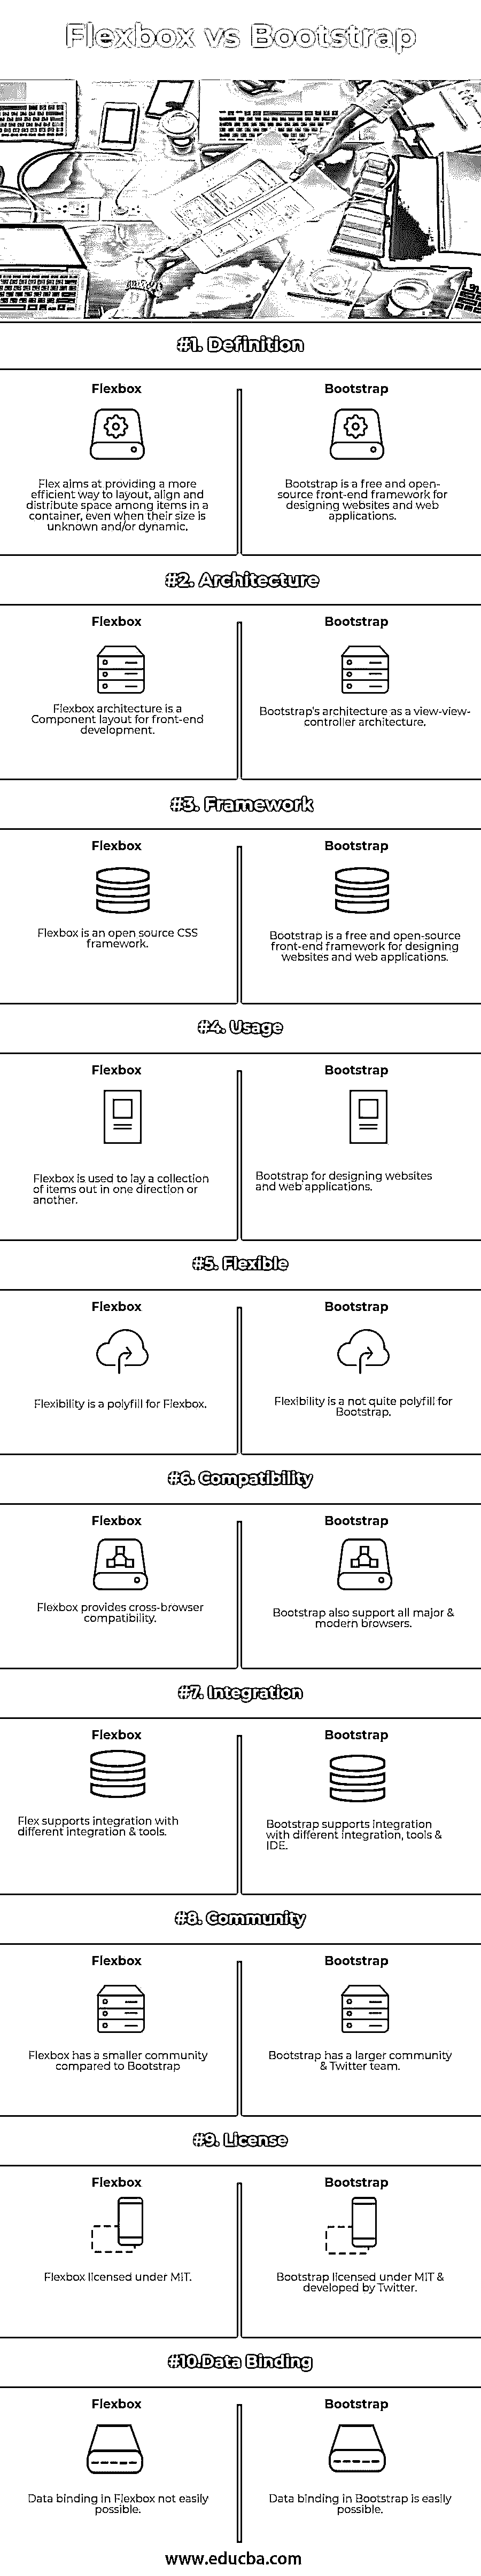 Flexbox vs Bootstrap
#1. Definition
Flexbox
Bootstrap
Flex aims at providing a more
efficient way to layout, align and
distribute space among items in a
container, even when their size is
unknown and/or dynamic.
Bootstrap is a free and open-
source front-end framework for
designing websites and web
applications.
#2. Architecture
Flexbox
Bootstrap
Flexbox architecture is a
Component layout for front-end
development.
Bootstrap's architecture as a view-view-
controller architecture.
#3. Framework
Flexbox
Bootstrap
Flexbox is an open source CSS
framework.
Bootstrap is a free and open-source
front-end framework for designing
websites and web applications.
#4. Usage
Flexbox
Bootstrap
Flexbox is used to lay a collection
of items out in one direction or
another.
Bootstrap for designing websites
and web applications.
#5. Flexible
Flexbox
Bootstrap
Flexibility is a polyfill for Flexbox.
Flexibility is a not quite polyfill for
Bootstrap.
#6. Compatibility
Flexbox
Bootstrap
Flexbox provides cross-browser
compatibility.
Bootstrap also support all major &
modern browsers.
#7. Integration
Flexbox
Bootstrap
Flex supports integration with
different integration & tools.
Bootstrap supports integration
with different integration, tools &
IDE.
#8. Community
Flexbox
Bootstrap
Flexbox has a smaller community
compared to Bootstrap
Bootstrap has a larger community
& Twitter team.
#9. License
Flexbox
Bootstrap
Flexbox licensed under MIT.
Bootstrap licensed under MIT &
developed by Twitter.
#10.Data Binding
Flexbox
Bootstrap
Data binding in Flexbox not easily
possible.
Data binding in Bootstrap is easily
possible.
www.educba.com